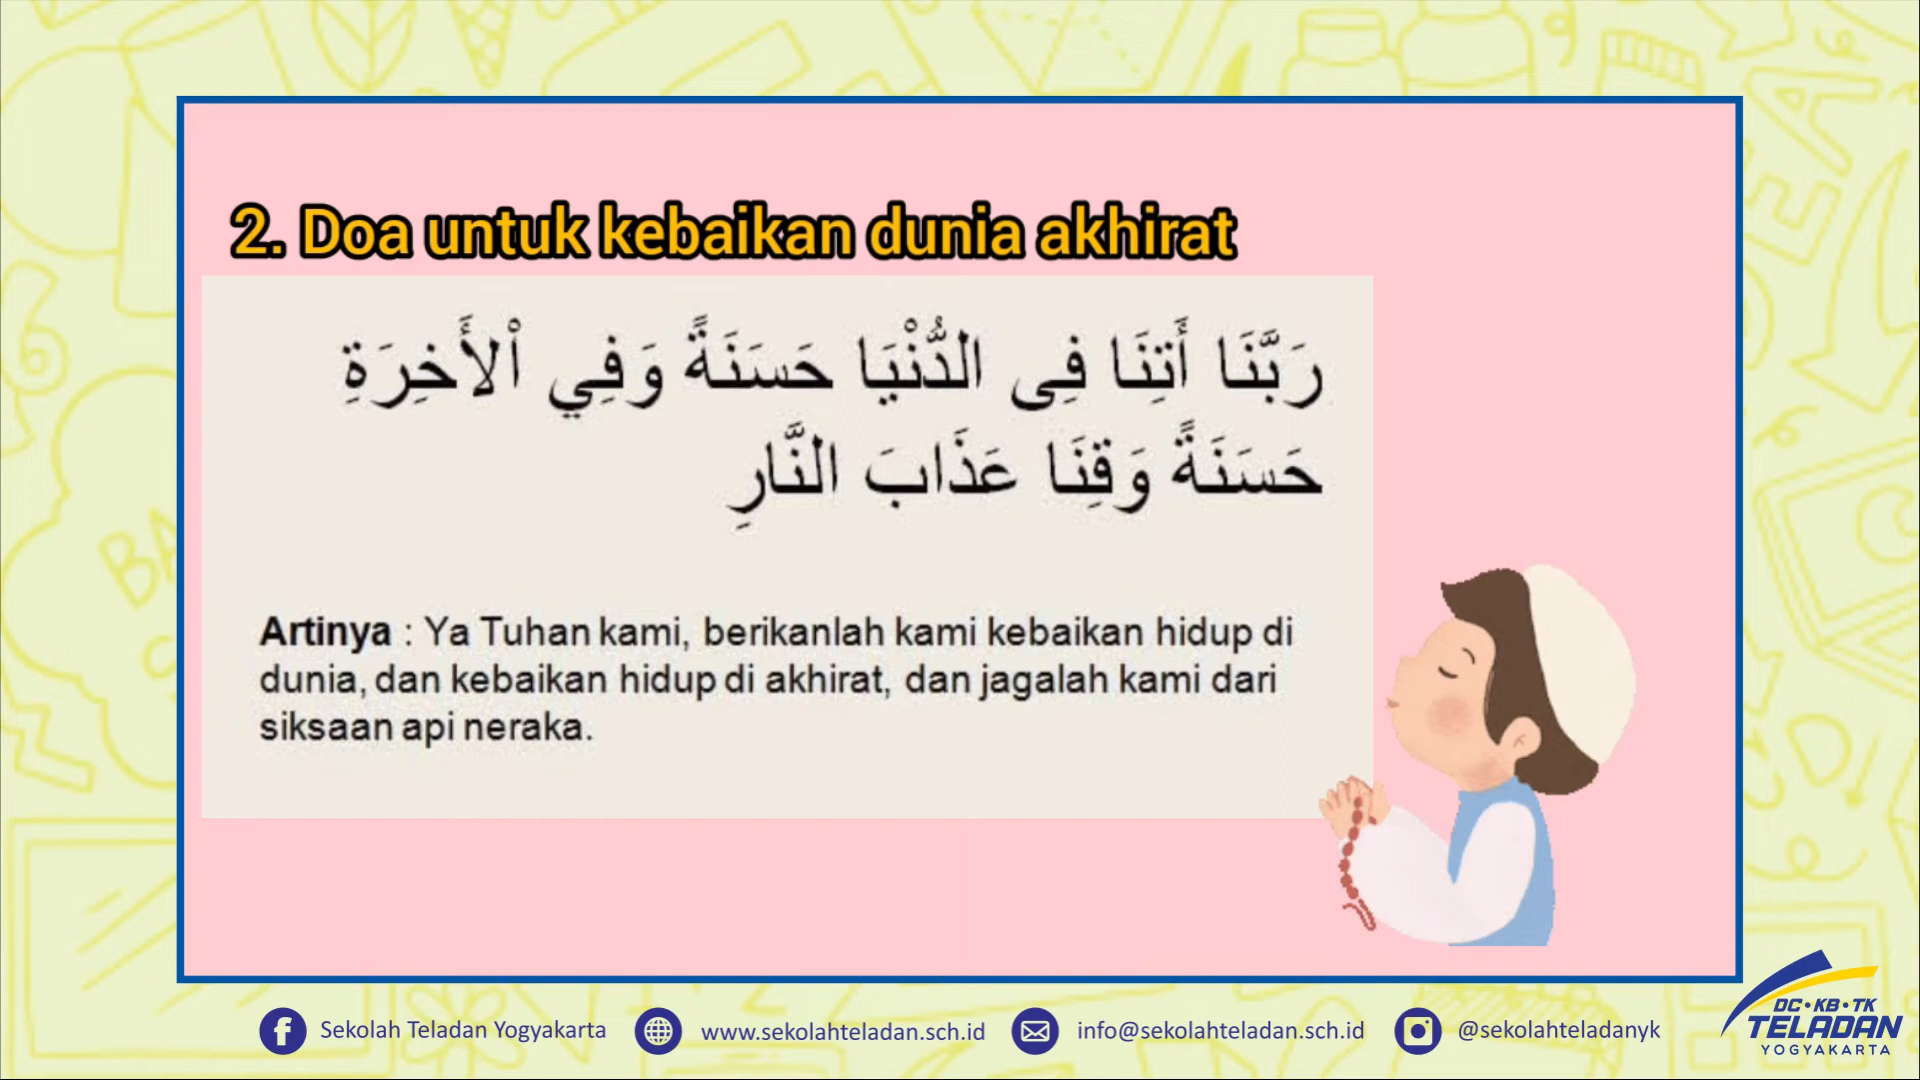 2. Doa untuk kebaikan dunia akhirat
رَبَّنَا أَتِنَا فِى الدُّنْيَا حَسَنَةً وَفِي اْلأَخِرَةِ
حَسَنَةً وَقِنَا عَذَابَ النَّارِ
Artinya : Ya Tuhan kami, berikanlah kami kebaikan hidup di
dunia, dan kebaikan hidup di akhirat, dan jagalah kami dari
siksaan api neraka.
Sekolah Teladan Yogyakarta
www.sekolahteladan.sch.id
info@sekolahteladan.sch.id
@sekolahteladanyk
DC • KB • TK
TELADAN
YOGYAKARTA